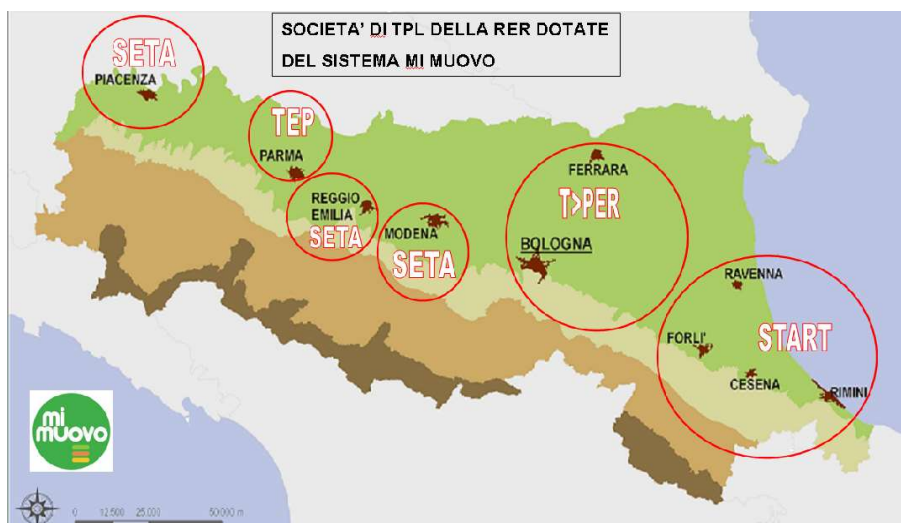 SOCIETA' DI TPL DELLA RER DOTATE
DEL SISTEMA MI MUOVO
SETA
PIACENZA
TEP
PARMA
REGGIO
EMILIA
SETA
MODENA
SETA
FERRARA
T>PER
BOLOGNA
RAVENNA
START
FORLI'
CESENA
RIMINI
mi
muovo
0 12.500 25.000 50.000 m